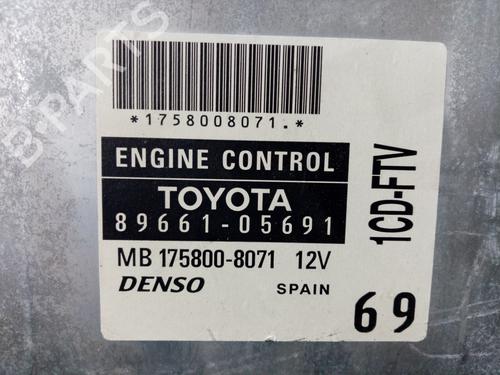 B PARTS
*1758008071.*
ENGINE CONTROL
TOYOTA
89661-05691
MB 175800-8071 12V
DENSO SPAIN
1CD-FTV
69